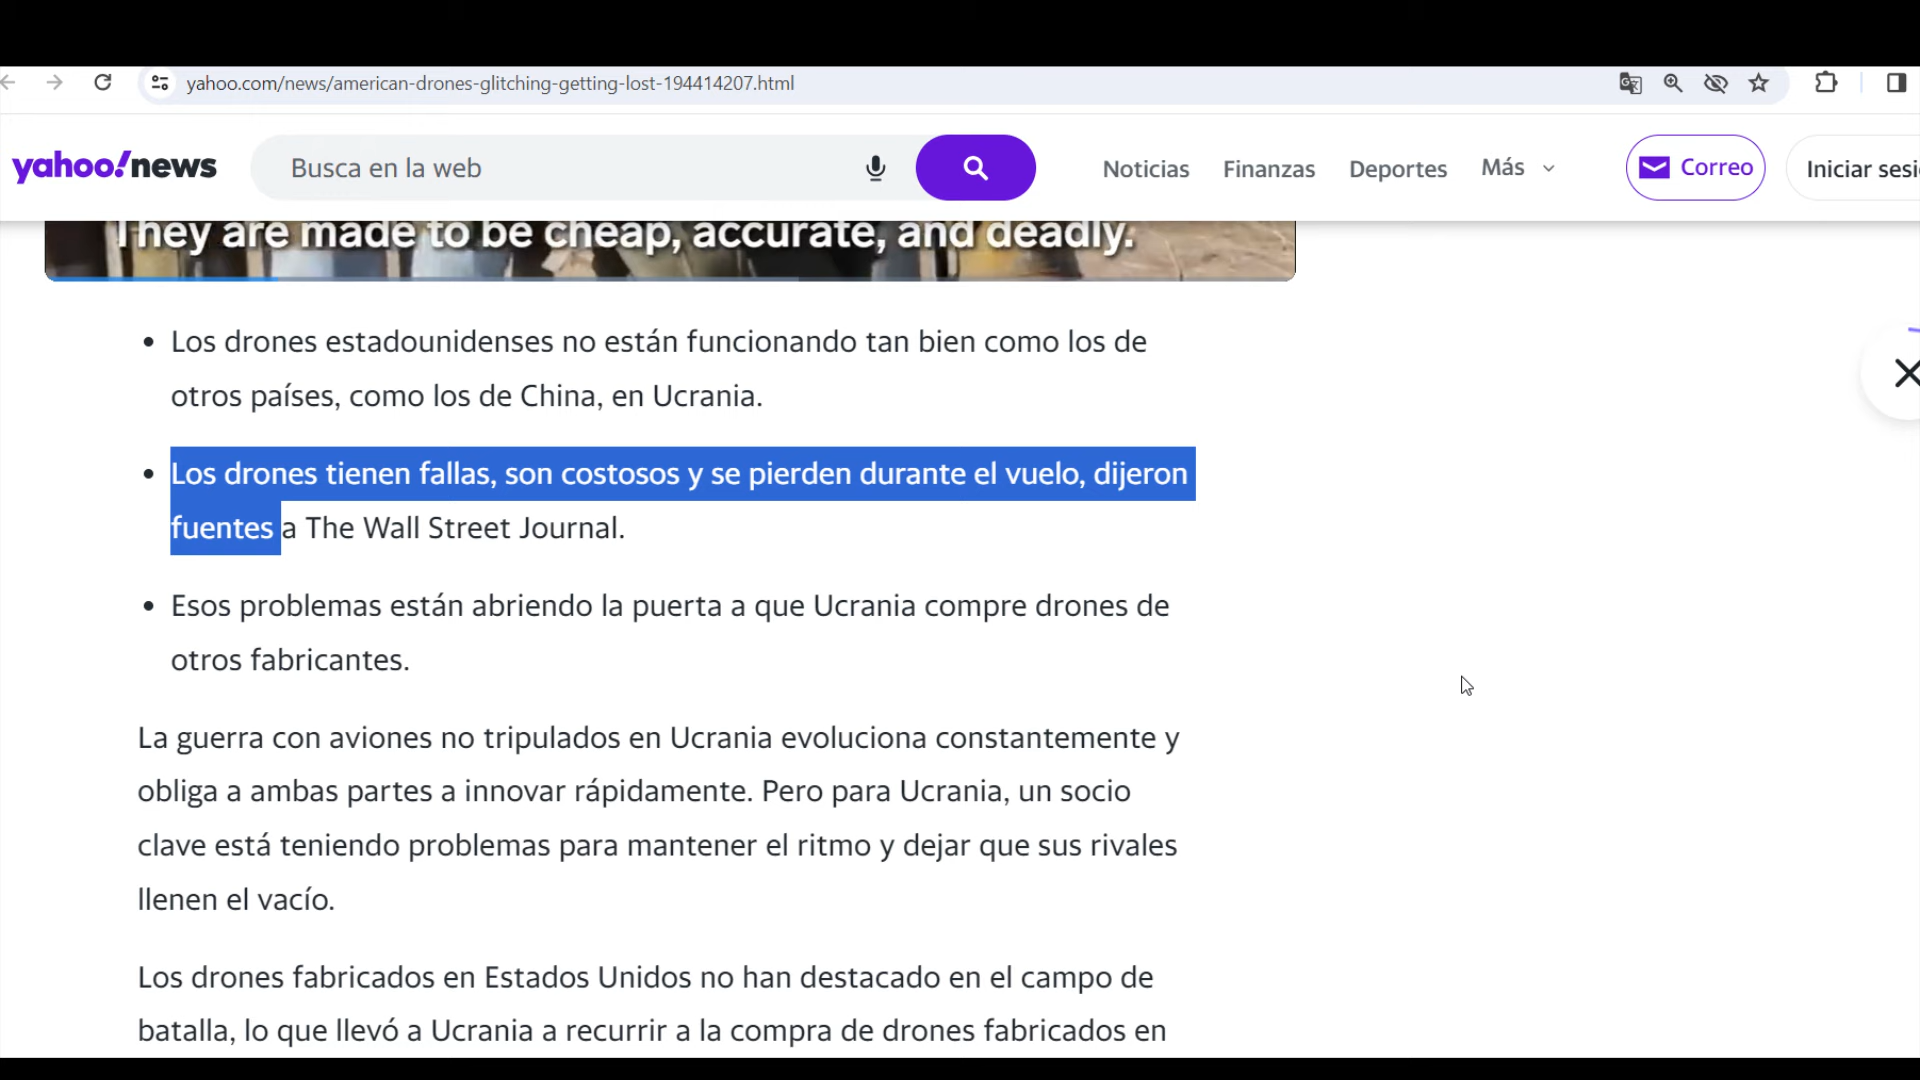 yahoo.com/news/american-drones-glitching-getting-lost-194414207.html
yahoo!news
Busca en la web
Noticias
Finanzas
Deportes
Más
Correo
Iniciar sesi
They are made to be cheap, accurate, and deadly.
• Los drones estadounidenses no están funcionando tan bien como los de
otros países, como los de China, en Ucrania.
• Los drones tienen fallas, son costosos y se pierden durante el vuelo, dijeron
fuentes a The Wall Street Journal.
• Esos problemas están abriendo la puerta a que Ucrania compre drones de
otros fabricantes.
La guerra con aviones no tripulados en Ucrania evoluciona constantemente y
obliga a ambas partes a innovar rápidamente. Pero para Ucrania, un socio
clave está teniendo problemas para mantener el ritmo y dejar que sus rivales
llenen el vacío.
Los drones fabricados en Estados Unidos no han destacado en el campo de
batalla, lo que llevó a Ucrania a recurrir a la compra de drones fabricados en